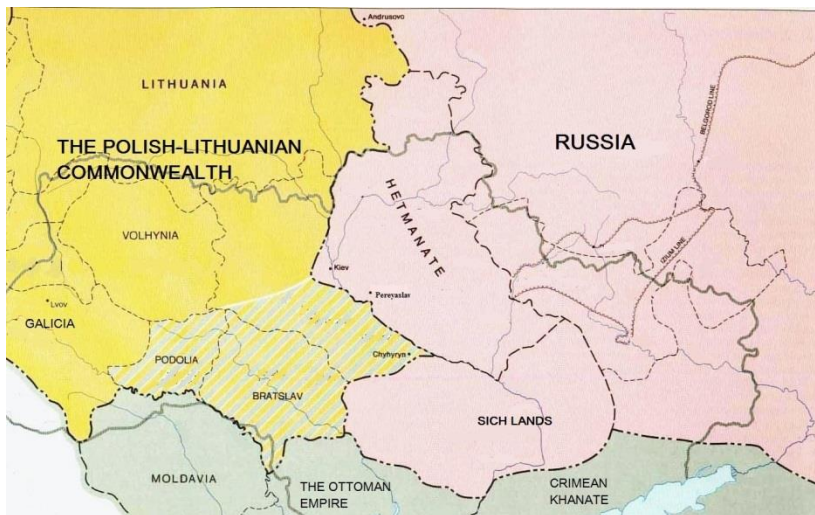 Andrusovo
LITHUANIA
THE POLISH-LITHUANIAN
COMMONWEALTH
RUSSIA
BELGOROD LINE
HETMANATE
VOLHYNIA
IZIUM LINE
Kiev
Pereyaslav
Lvov
GALICIA
PODOLIA
Chyhyryn
BRATSLAV
SICH LANDS
MOLDAVIA
THE OTTOMAN
EMPIRE
CRIMEAN
KHANATE